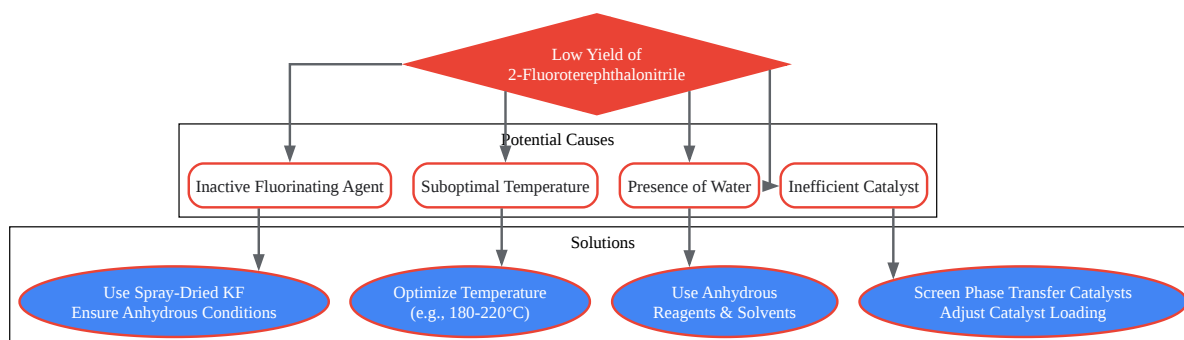 Low Yield of
2-Fluoroterephthalonitrile
Potential Causes
Inactive Fluorinating Agent
Suboptimal Temperature
Presence of Water
Inefficient Catalyst
Solutions
Use Spray-Dried KF
Ensure Anhydrous Conditions
Optimize Temperature
(e.g., 180-220°C)
Use Anhydrous
Reagents & Solvents
Screen Phase Transfer Catalysts
Adjust Catalyst Loading